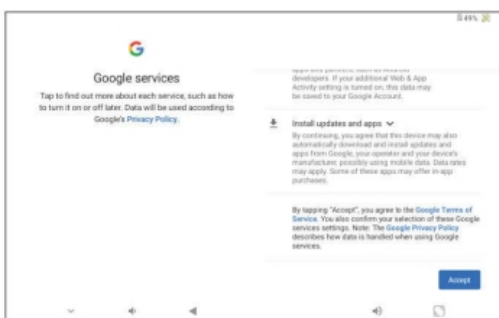 49%
Google services
Tap to find out more about each service, such as how
to turn it on or off later. Data will be used according to
Google's Privacy Policy.
developers. If your additional Web & App
Activity setting is turned on, this data may
be saved to your Google Account.
Install updates and apps
By continuing, you agree that this device may also
automatically download and install updates and
apps from Google, your operator and your device's
manufacturer, possibly using mobile data. Data rates
may apply. Some of these apps may offer in-app
purchases.
By tapping "Accept", you agree to the Google Terms of
Service. You also confirm your selection of these Google
services settings. Note: The Google Privacy Policy
describes how data is handled when using Google
services.
Accept